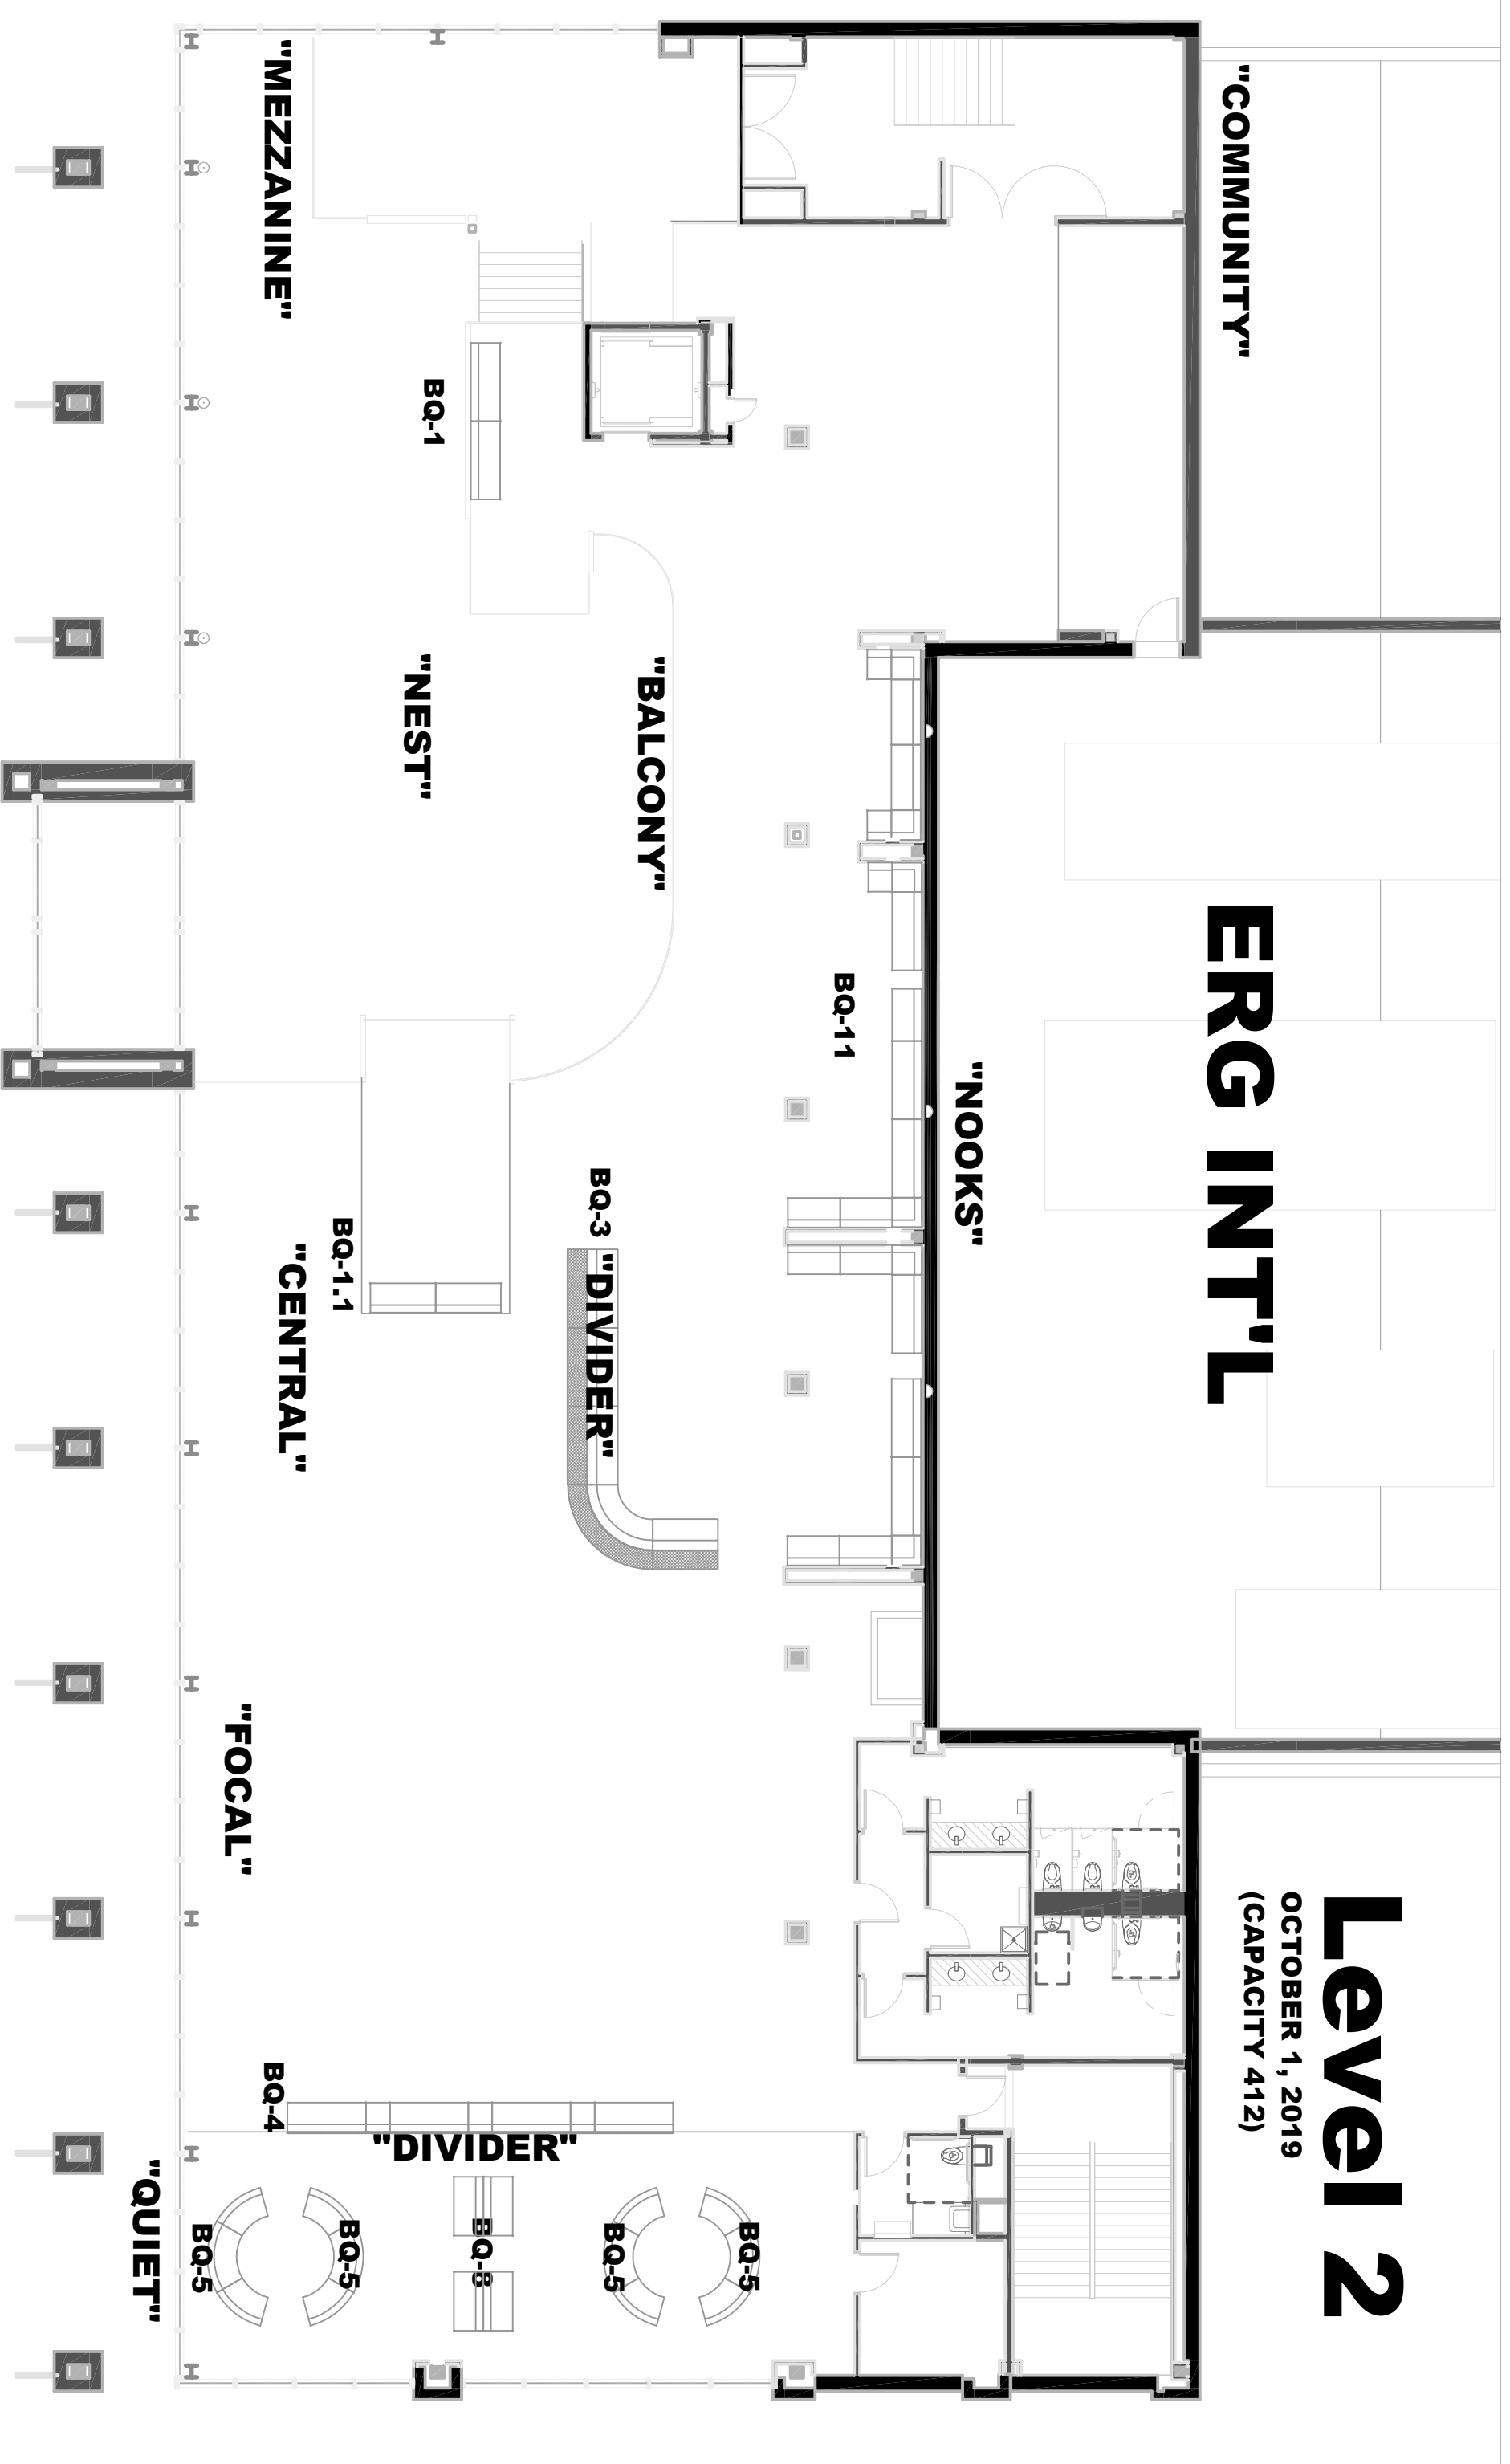 ERG INT'L
Level 2
OCTOBER 1, 2019
(CAPACITY 412)
"COMMUNITY"
"MEZZANINE"
BQ-1
"NEST"
"BALCONY"
BQ-11
"NOOKS"
BQ-3
"DIVIDER"
BQ-1.1
"CENTRAL"
"FOCAL"
BQ-4
"DIVIDER"
"QUIET"
BQ-5
BQ-5
BQ-8
BQ-5
BQ-5